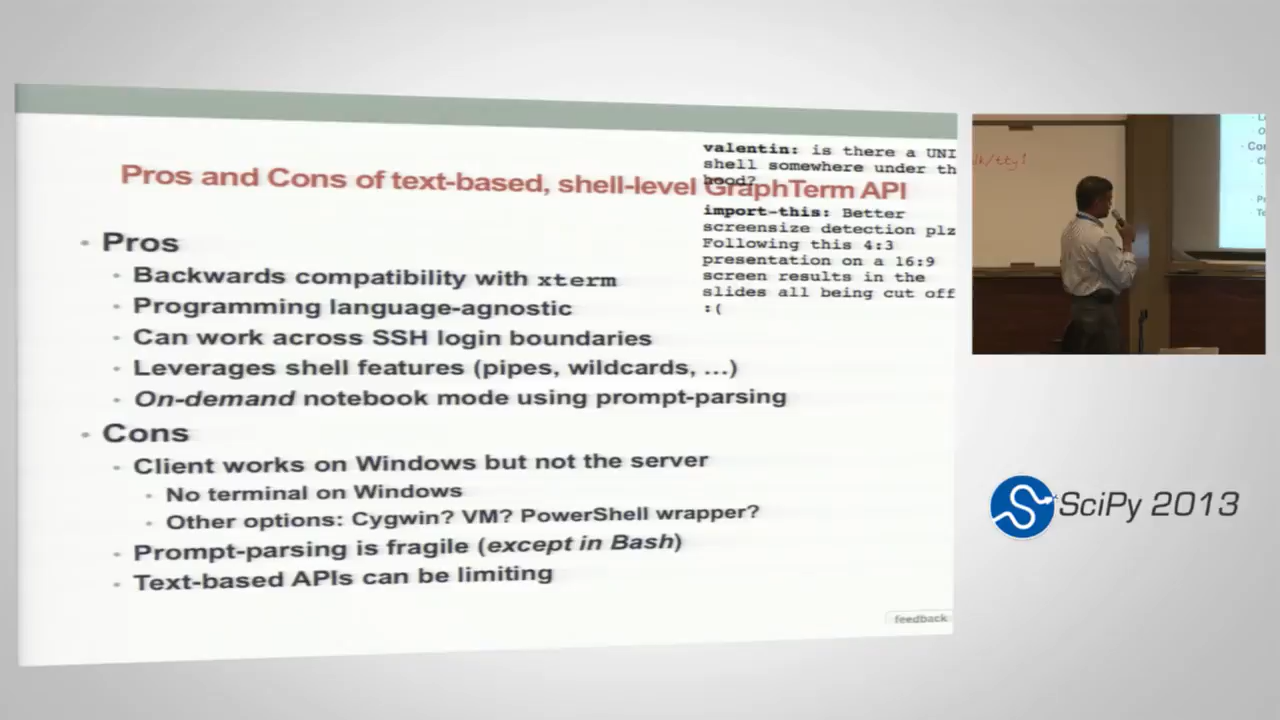 Pros and Cons of text-based, shell-level GraphTerm API
valentin: is there a UNI
shell somewhere under th
hood?
import-this: Better
screensize detection plz
Following this 4:3
presentation on a 16:9
screen results in the
slides all being cut off
:(
Pros
Backwards compatibility with xterm
Programming language-agnostic
Can work across SSH login boundaries
Leverages shell features (pipes, wildcards, ...)
On-demand notebook mode using prompt-parsing
Cons
Client works on Windows but not the server
No terminal on Windows
Other options: Cygwin? VM? PowerShell wrapper?
Prompt-parsing is fragile (except in Bash)
Text-based APIs can be limiting
feedback
/tty1
SciPy 2013